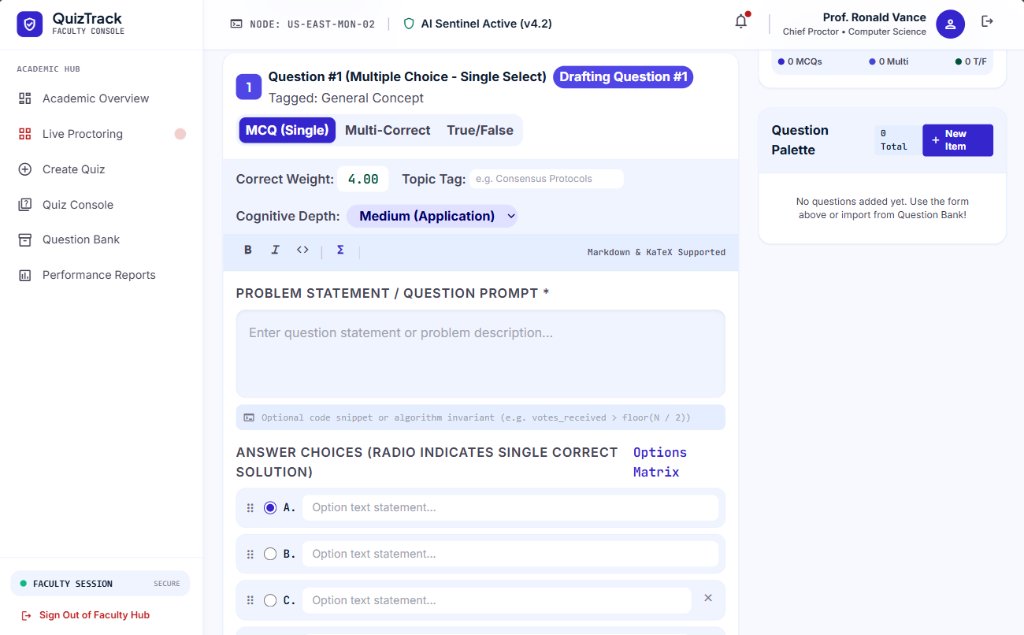 QuizTrack
FACULTY CONSOLE
NODE: US-EAST-MON-02
AI Sentinel Active (v4.2)
Prof. Ronald Vance
Chief Proctor • Computer Science
ACADEMIC HUB
Academic Overview
Live Proctoring
Create Quiz
Quiz Console
Question Bank
Performance Reports
FACULTY SESSION SECURE
Sign Out of Faculty Hub
1
Question #1 (Multiple Choice - Single Select) Drafting Question #1
Tagged: General Concept
MCQ (Single) Multi-Correct True/False
Correct Weight: 4.00 Topic Tag: e.g. Consensus Protocols
Cognitive Depth: Medium (Application)
B I <> Σ Markdown & KaTeX Supported
PROBLEM STATEMENT / QUESTION PROMPT *
Enter question statement or problem description...
Optional code snippet or algorithm invariant (e.g. votes_received > floor(N / 2))
ANSWER CHOICES (RADIO INDICATES SINGLE CORRECT SOLUTION)
Options Matrix
A. Option text statement...
B. Option text statement...
C. Option text statement...
0 MCQs 0 Multi 0 T/F
Question Palette
0 Total
+ New Item
No questions added yet. Use the form
above or import from Question Bank!